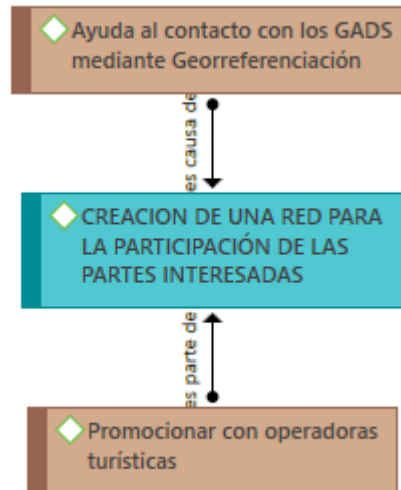 Ayuda al contacto con los GADS
mediante Georreferenciación
es causa de
CREACION DE UNA RED PARA
LA PARTICIPACIÓN DE LAS
PARTES INTERESADAS
es parte de
Promocionar con operadoras
turísticas